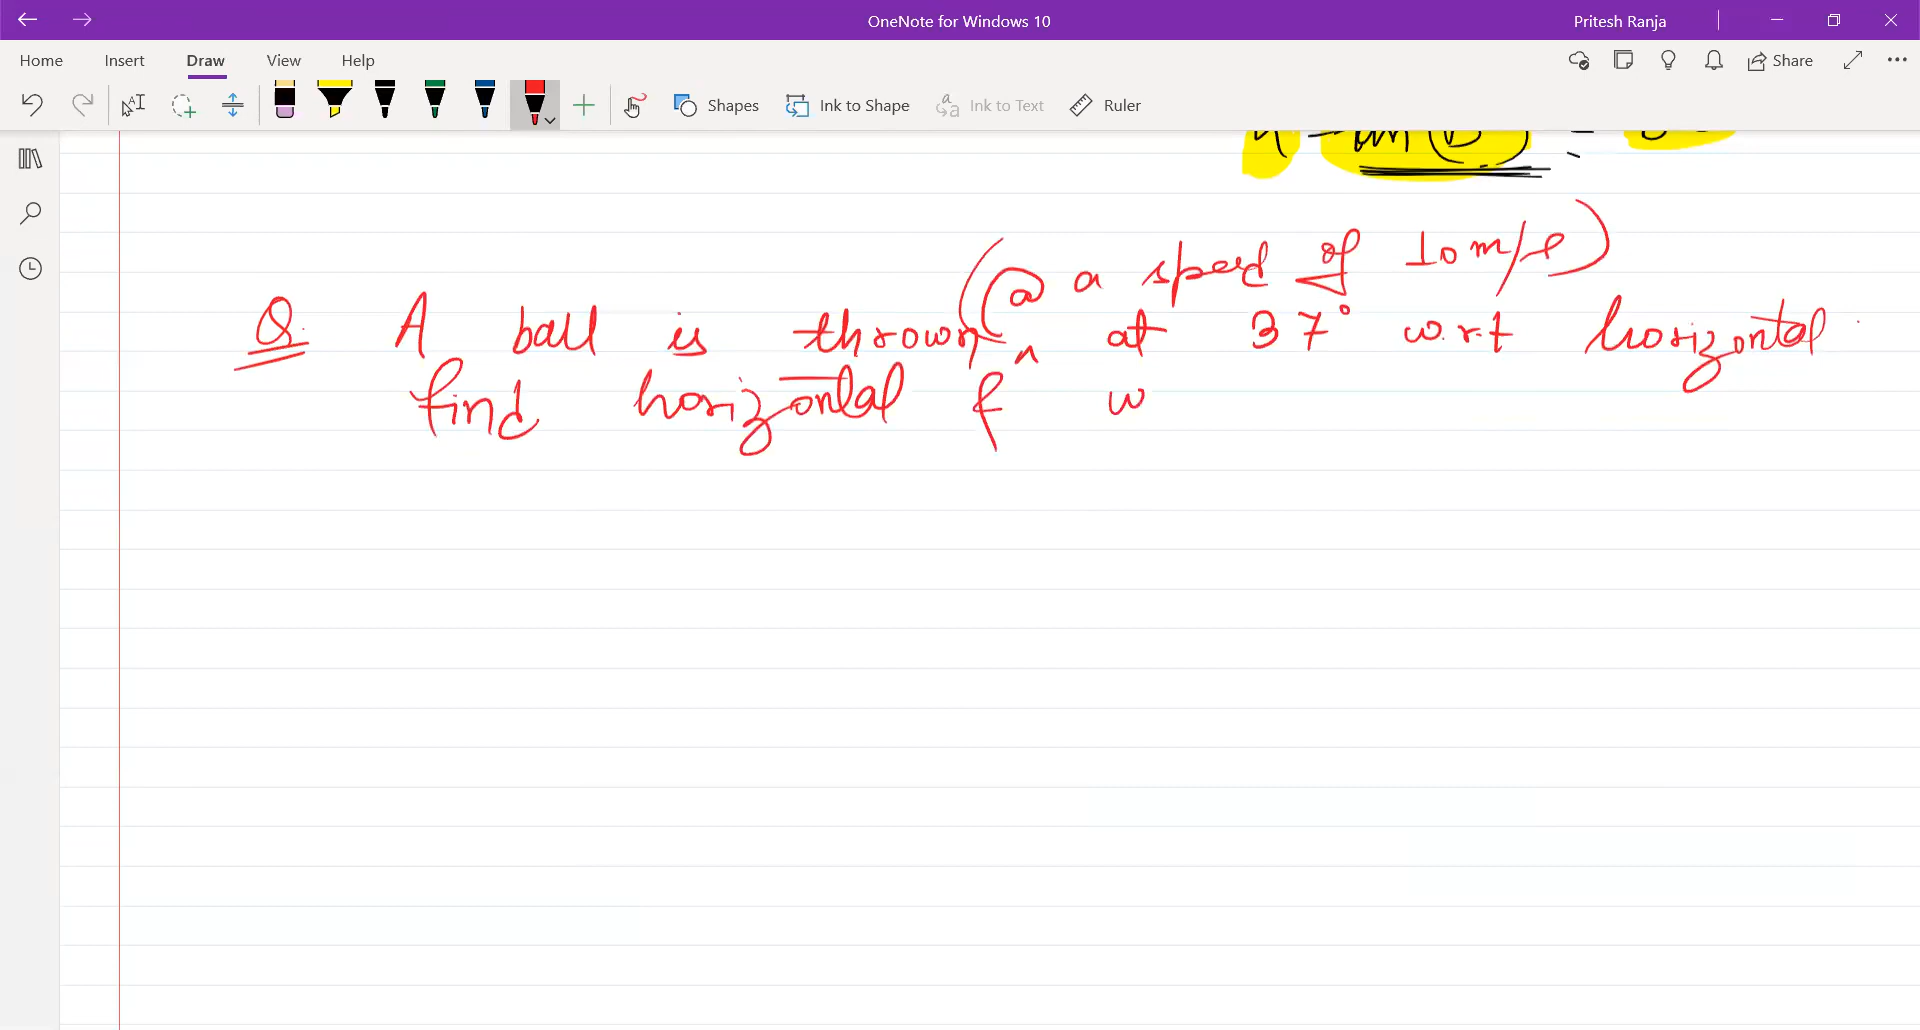 OneNote for Windows 10
Pritesh Ranja
Home Insert Draw View Help
Share
Shapes Ink to Shape Ink to Text Ruler
(@ a speed of 10 m/s)
Q. A ball is thrown ^ at 37° w.r.t horizontal.
find horizontal & w